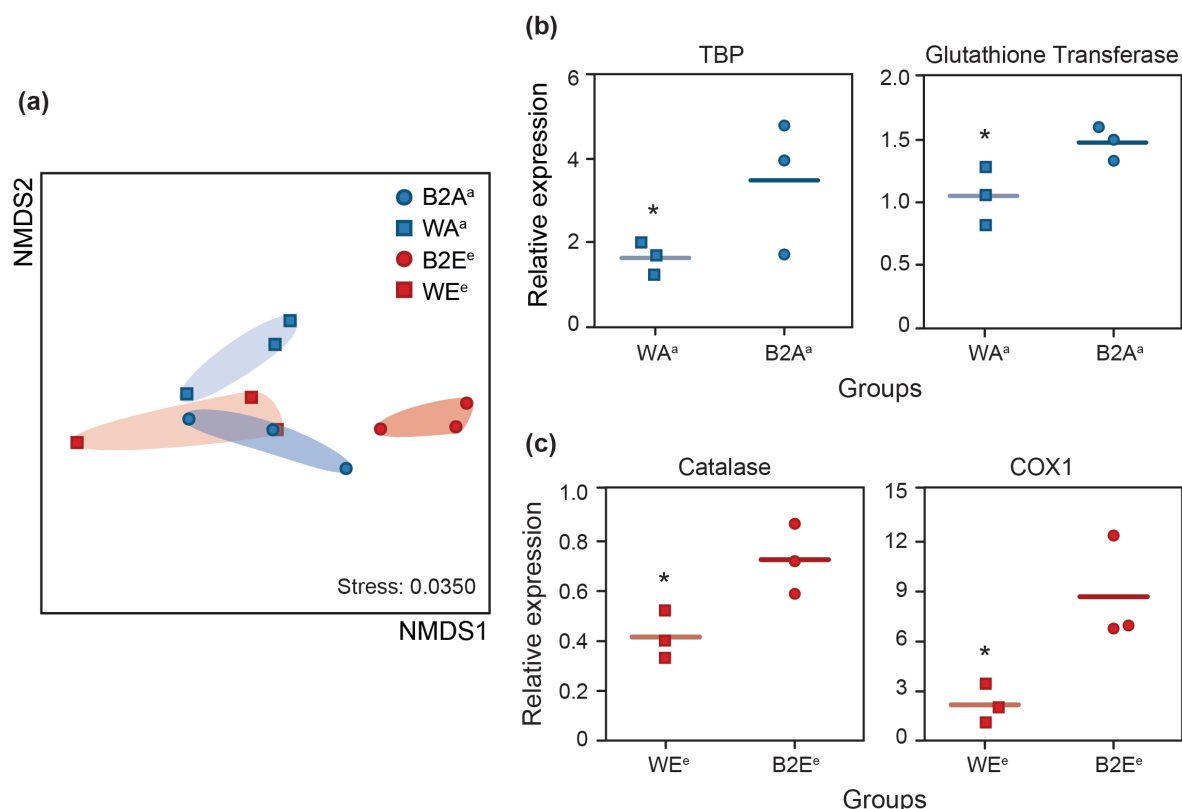 (a)
NMDS2
B2Aᵃ
WAᵃ
B2Eᵉ
WEᵉ
Stress: 0.0350
NMDS1
(b)
TBP
Relative expression
6
4
2
0
*
WAᵃ
B2Aᵃ
Glutathione Transferase
2.0
1.5
1.0
0.5
0
*
WAᵃ
B2Aᵃ
Groups
(c)
Catalase
Relative expression
1.0
0.8
0.6
0.4
0.2
0
*
WEᵉ
B2Eᵉ
COX1
15
12
9
6
3
0
*
WEᵉ
B2Eᵉ
Groups